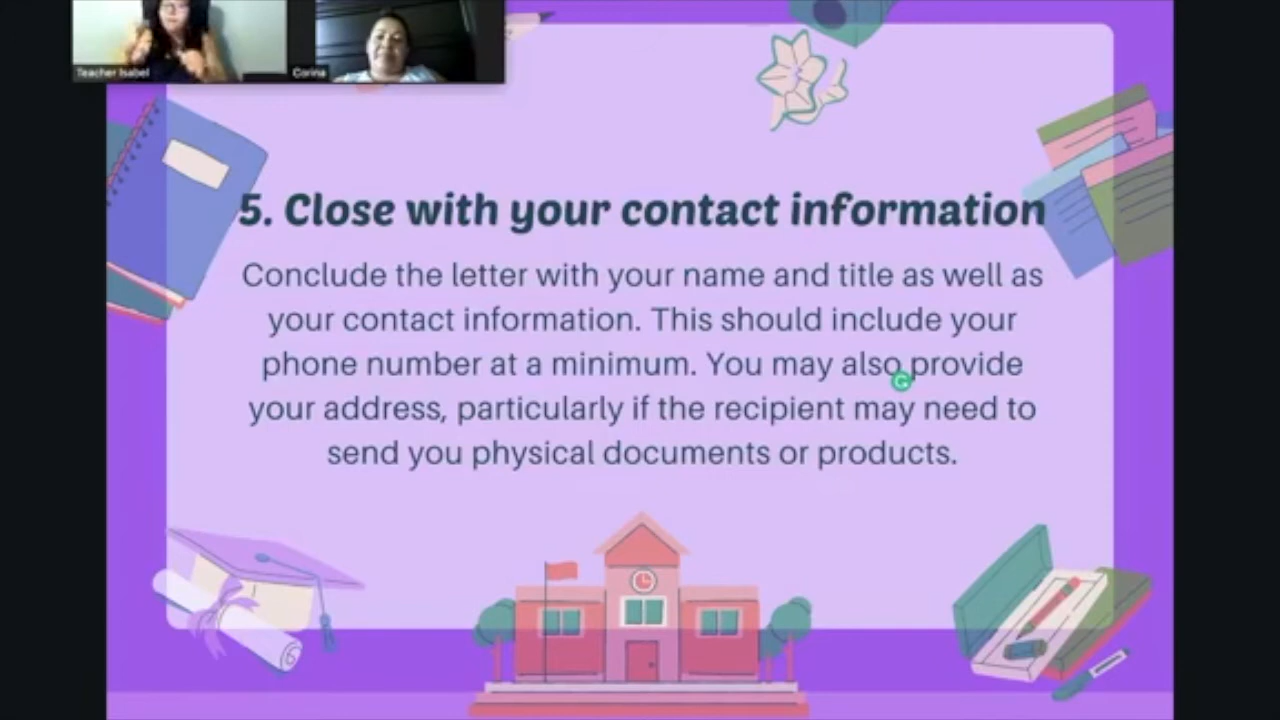 Teacher Isabel
Corina
5. Close with your contact information
Conclude the letter with your name and title as well as
your contact information. This should include your
phone number at a minimum. You may also provide
your address, particularly if the recipient may need to
send you physical documents or products.